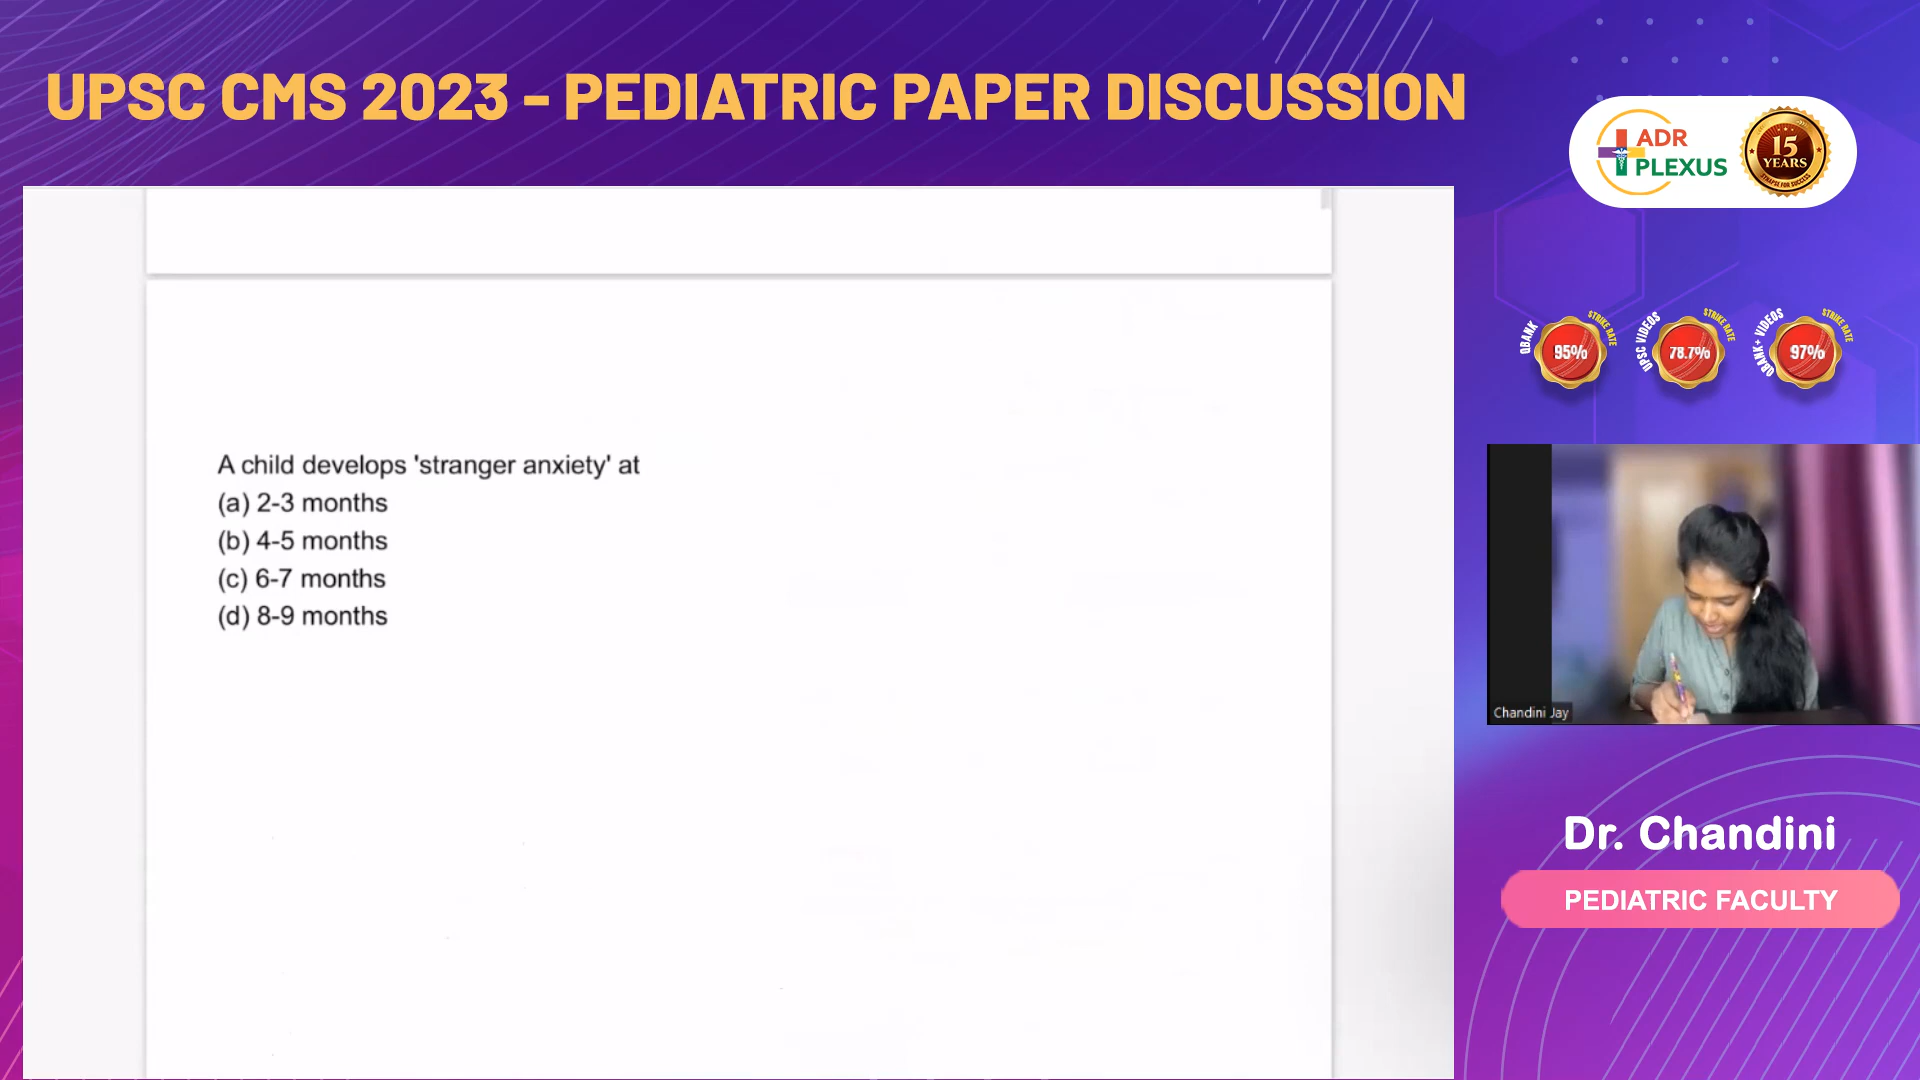 UPSC CMS 2023 - PEDIATRIC PAPER DISCUSSION
ADR
PLEXUS
15
YEARS
QBANK
STRIKE RATE
95%
UPSC VIDEOS
STRIKE RATE
78.7%
QBANK+ VIDEOS
STRIKE RATE
97%
A child develops 'stranger anxiety' at
(a) 2-3 months
(b) 4-5 months
(c) 6-7 months
(d) 8-9 months
Chandini Jay
Dr. Chandini
PEDIATRIC FACULTY